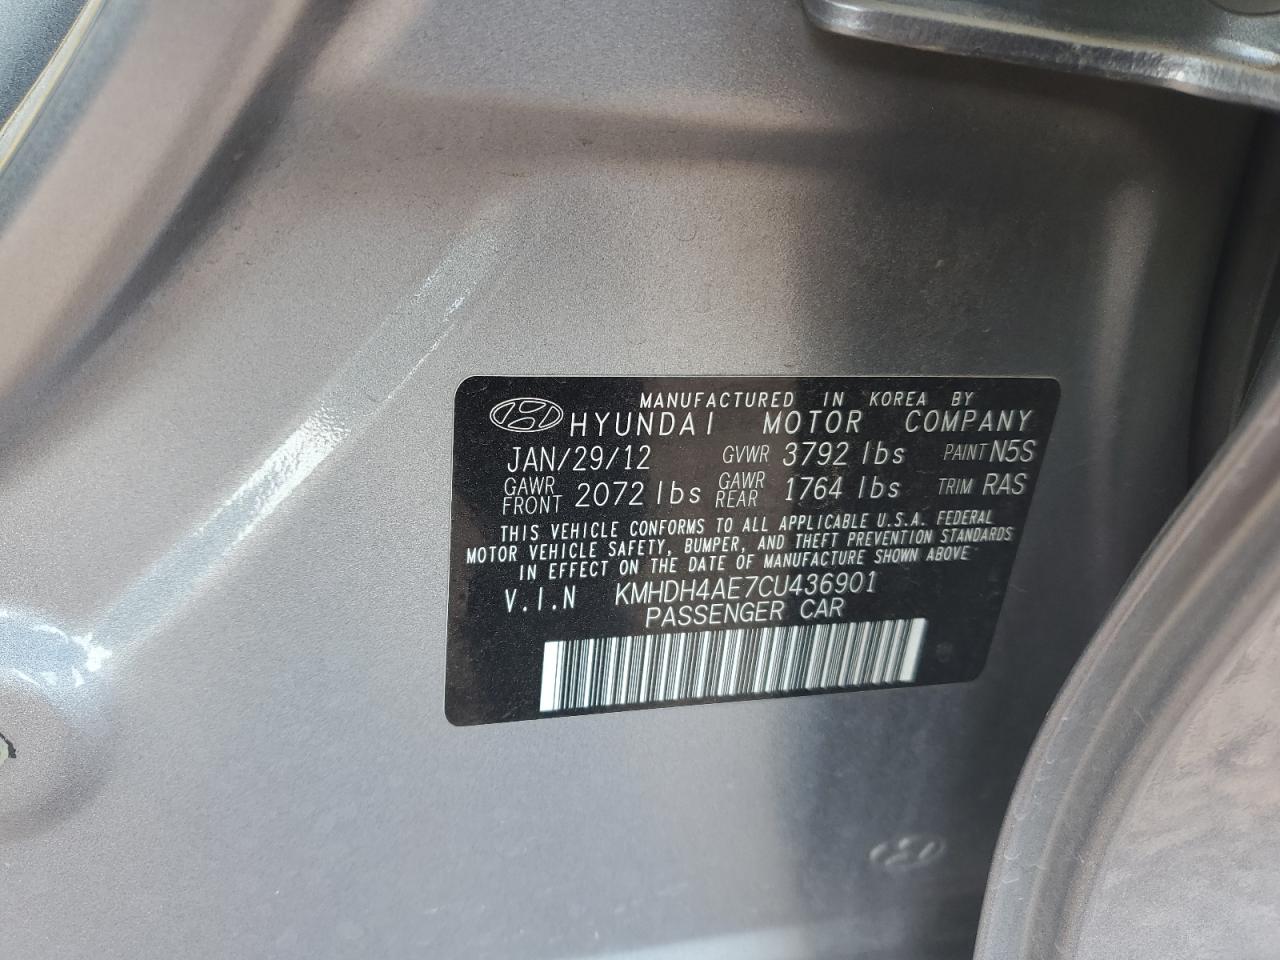 MANUFACTURED IN KOREA BY
HYUNDAI MOTOR COMPANY
JAN/29/12 GVWR 3792 lbs PAINT N5S
GAWR FRONT 2072 lbs GAWR REAR 1764 lbs TRIM RAS
THIS VEHICLE CONFORMS TO ALL APPLICABLE U.S.A. FEDERAL
MOTOR VEHICLE SAFETY, BUMPER, AND THEFT PREVENTION STANDARDS
IN EFFECT ON THE DATE OF MANUFACTURE SHOWN ABOVE
V.I.N KMHDH4AE7CU436901
PASSENGER CAR